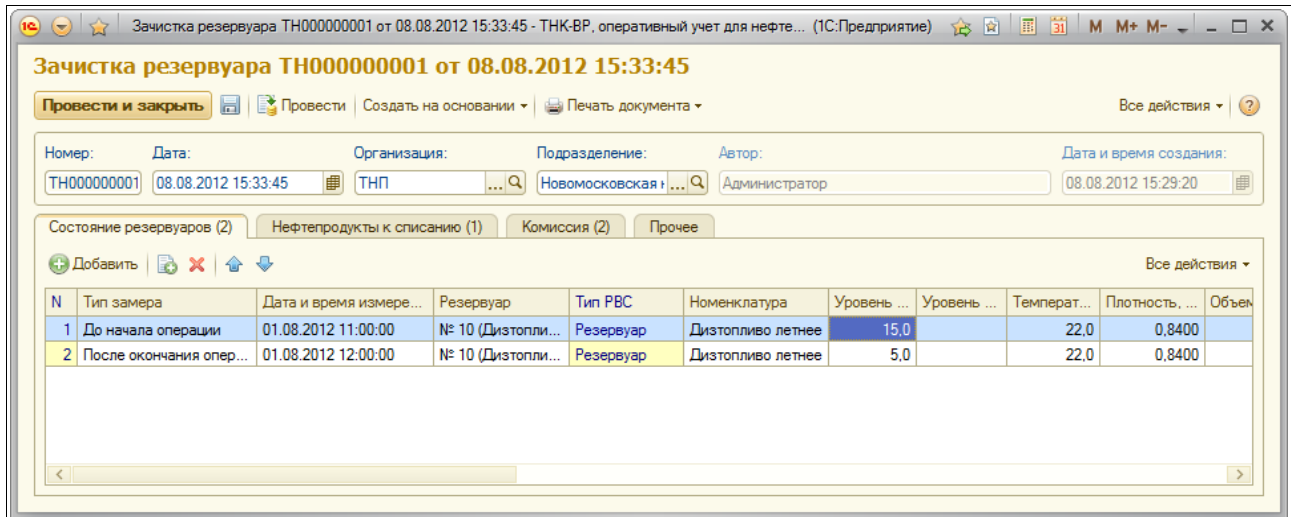 Зачистка резервуара ТН000000001 от 08.08.2012 15:33:45 - ТНК-ВР, оперативный учет для нефте... (1С:Предприятие) 31 M M+ M-
Зачистка резервуара ТН000000001 от 08.08.2012 15:33:45
Провести и закрыть Провести Создать на основании Печать документа Все действия ?
Номер: Дата: Организация: Подразделение: Автор: Дата и время создания:
ТН000000001 08.08.2012 15:33:45 ТНП ... Новомосковская ... Администратор 08.08.2012 15:29:20
Состояние резервуаров (2) Нефтепродукты к списанию (1) Комиссия (2) Прочее
Добавить Все действия
N Тип замера Дата и время измере... Резервуар Тип РВС Номенклатура Уровень ... Уровень ... Температ... Плотность, ... Объем
1 До начала операции 01.08.2012 11:00:00 № 10 (Дизтопли... Резервуар Дизтопливо летнее 15,0 22,0 0,8400
2 После окончания опер... 01.08.2012 12:00:00 № 10 (Дизтопли... Резервуар Дизтопливо летнее 5,0 22,0 0,8400